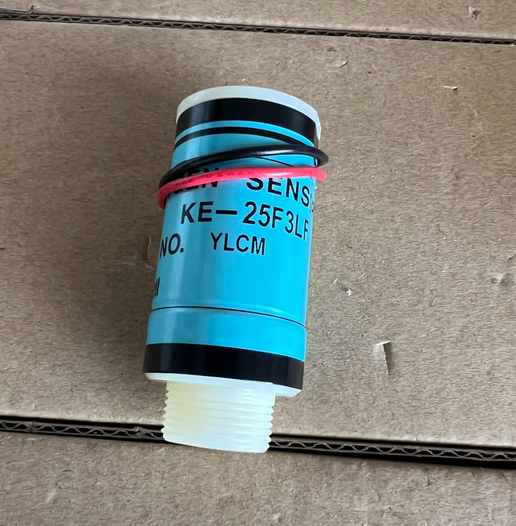 SENS
KE-25F3LF
NO. YLCM